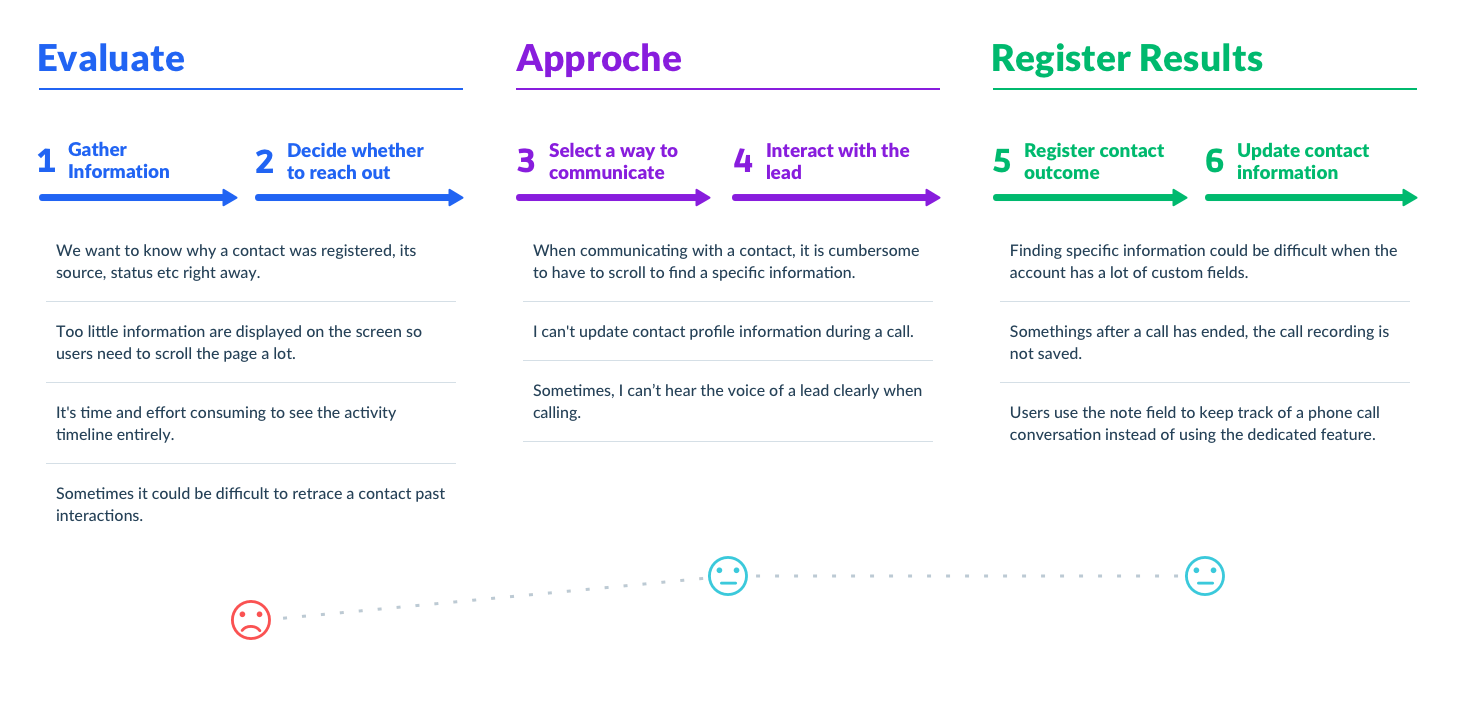 Evaluate
1 Gather
Information
2 Decide whether
to reach out
We want to know why a contact was registered, its
source, status etc right away.
Too little information are displayed on the screen so
users need to scroll the page a lot.
It's time and effort consuming to see the activity
timeline entirely.
Sometimes it could be difficult to retrace a contact past
interactions.
Approche
3 Select a way to
communicate
4 Interact with the
lead
When communicating with a contact, it is cumbersome
to have to scroll to find a specific information.
I can't update contact profile information during a call.
Sometimes, I can’t hear the voice of a lead clearly when
calling.
Register Results
5 Register contact
outcome
6 Update contact
information
Finding specific information could be difficult when the
account has a lot of custom fields.
Somethings after a call has ended, the call recording is
not saved.
Users use the note field to keep track of a phone call
conversation instead of using the dedicated feature.